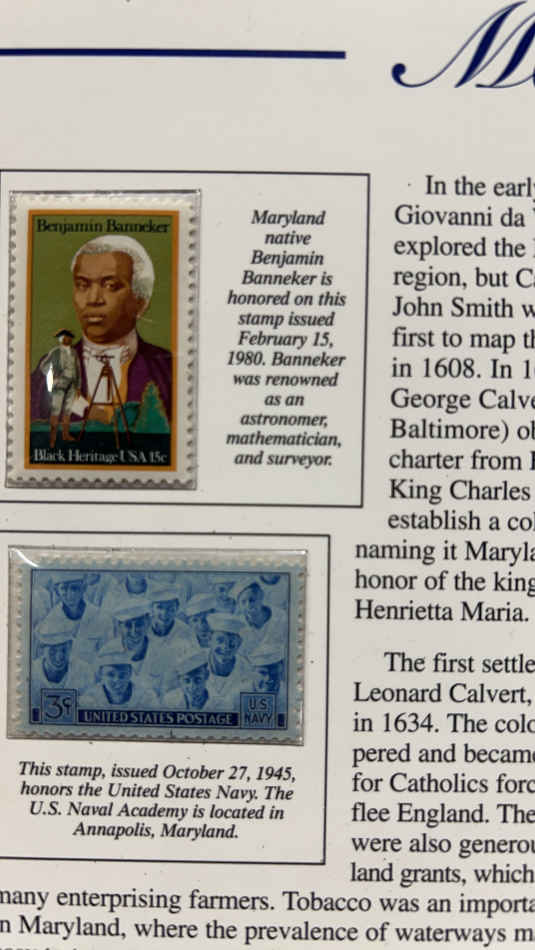 Benjamin Banneker
Black Heritage USA 15c
Maryland
native
Benjamin
Banneker is
honored on this
stamp issued
February 15,
1980. Banneker
was renowned
as an
astronomer,
mathematician,
and surveyor.
3¢
UNITED STATES POSTAGE
U.S.
NAVY
This stamp, issued October 27, 1945,
honors the United States Navy. The
U.S. Naval Academy is located in
Annapolis, Maryland.
In the early
Giovanni da
explored the
region, but
John Smith
first to map
in 1608. In
George
Baltimore)
charter from
King Charles
establish a
naming it
honor of the king
Henrietta Maria.
The first
Leonard Calvert,
in 1634. The
pered and became
for Catholics
flee England. The
were also
land grants, which
many enterprising farmers. Tobacco was an
n Maryland, where the prevalence of waterways